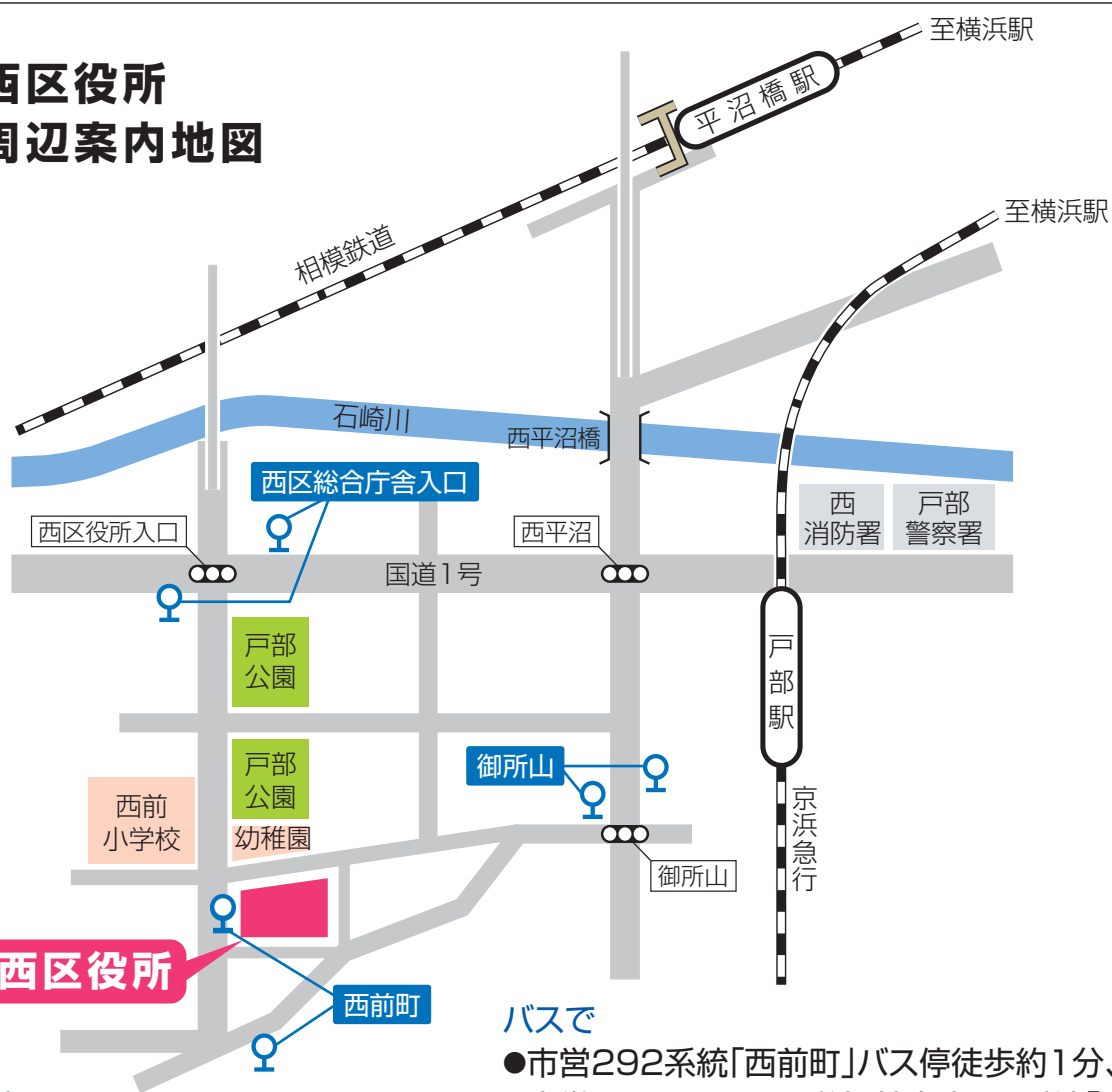 西区役所
周辺案内地図
至横浜駅
平沼橋駅
至横浜駅
相模鉄道
石崎川
西平沼橋
西区総合庁舎入口
西
消防署
戸部
警察署
西区役所入口
西平沼
国道1号
戸部
公園
戸部駅
戸部
公園
御所山
西前
小学校
幼稚園
京浜急行
御所山
西区役所
西前町
バスで
●市営292系統「西前町」バス停徒歩約1分、